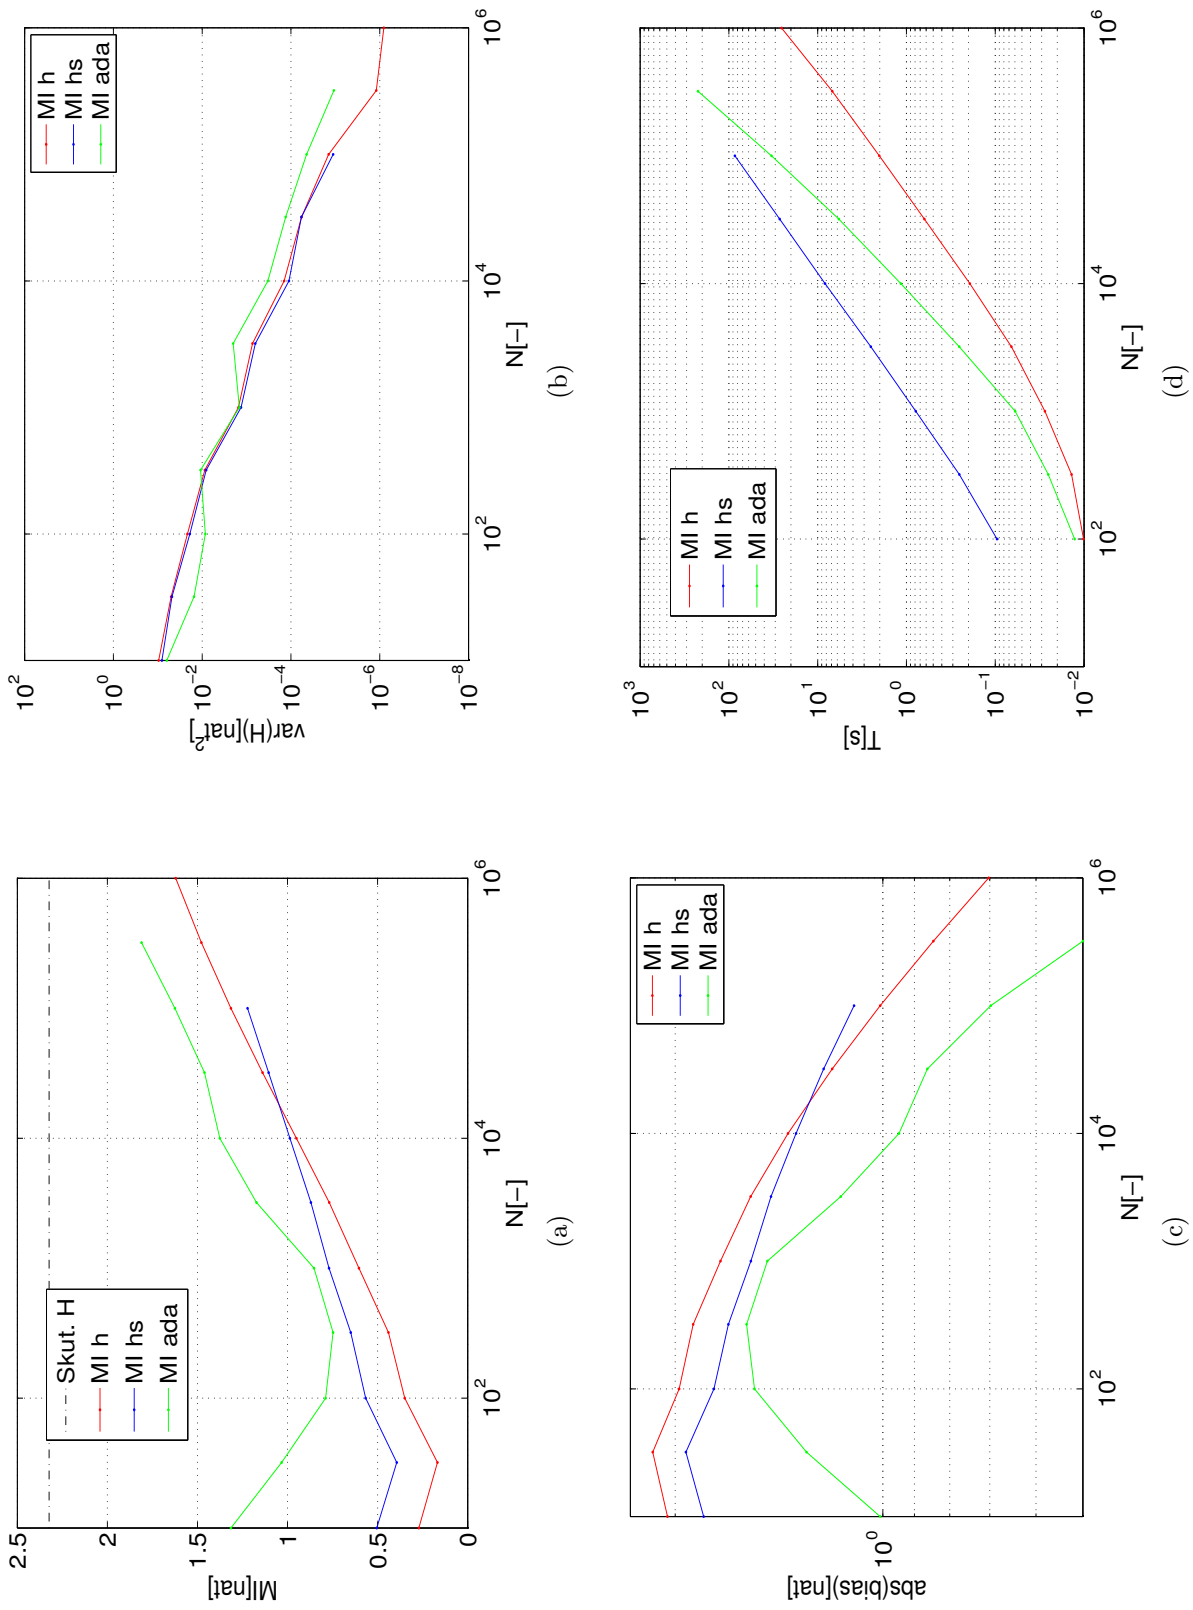 2.5
2
1.5
1
0.5
0
MI[nat]
10^2
10^4
10^6
N[−]
Skut. H
MI h
MI hs
MI ada
(a)
10^2
10^0
10^−2
10^−4
10^−6
10^−8
var(H)[nat^2]
10^2
10^4
10^6
N[−]
MI h
MI hs
MI ada
(b)
10^0
abs(bias)[nat]
10^2
10^4
10^6
N[−]
MI h
MI hs
MI ada
(c)
10^3
10^2
10^1
10^0
10^−1
10^−2
T[s]
10^2
10^4
10^6
N[−]
MI h
MI hs
MI ada
(d)